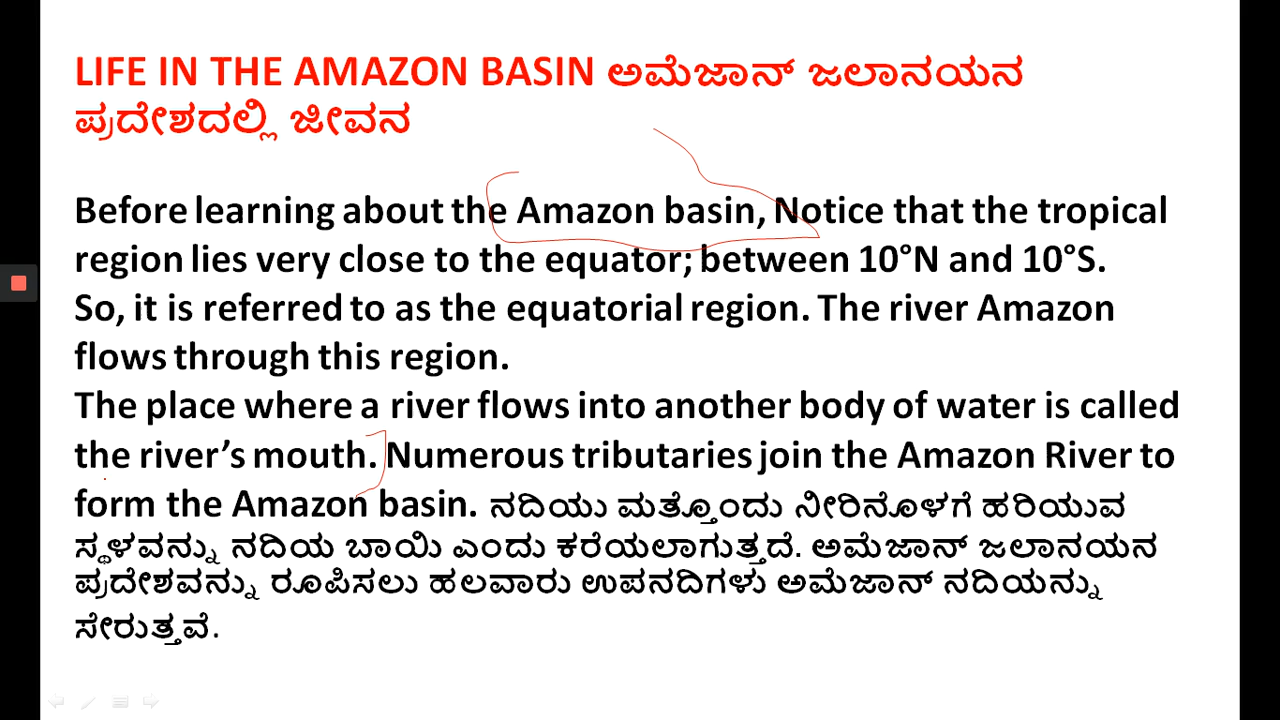 LIFE IN THE AMAZON BASIN ಅಮೆಜಾನ್ ಜಲಾನಯನ
ಪ್ರದೇಶದಲ್ಲಿ ಜೀವನ
Before learning about the Amazon basin, Notice that the tropical
region lies very close to the equator; between 10°N and 10°S.
So, it is referred to as the equatorial region. The river Amazon
flows through this region.
The place where a river flows into another body of water is called
the river’s mouth. Numerous tributaries join the Amazon River to
form the Amazon basin. ನದಿಯು ಮತ್ತೊಂದು ನೀರಿನೊಳಗೆ ಹರಿಯುವ
ಸ್ಥಳವನ್ನು ನದಿಯ ಬಾಯಿ ಎಂದು ಕರೆಯಲಾಗುತ್ತದೆ. ಅಮೆಜಾನ್ ಜಲಾನಯನ
ಪ್ರದೇಶವನ್ನು ರೂಪಿಸಲು ಹಲವಾರು ಉಪನದಿಗಳು ಅಮೆಜಾನ್ ನದಿಯನ್ನು
ಸೇರುತ್ತವೆ.